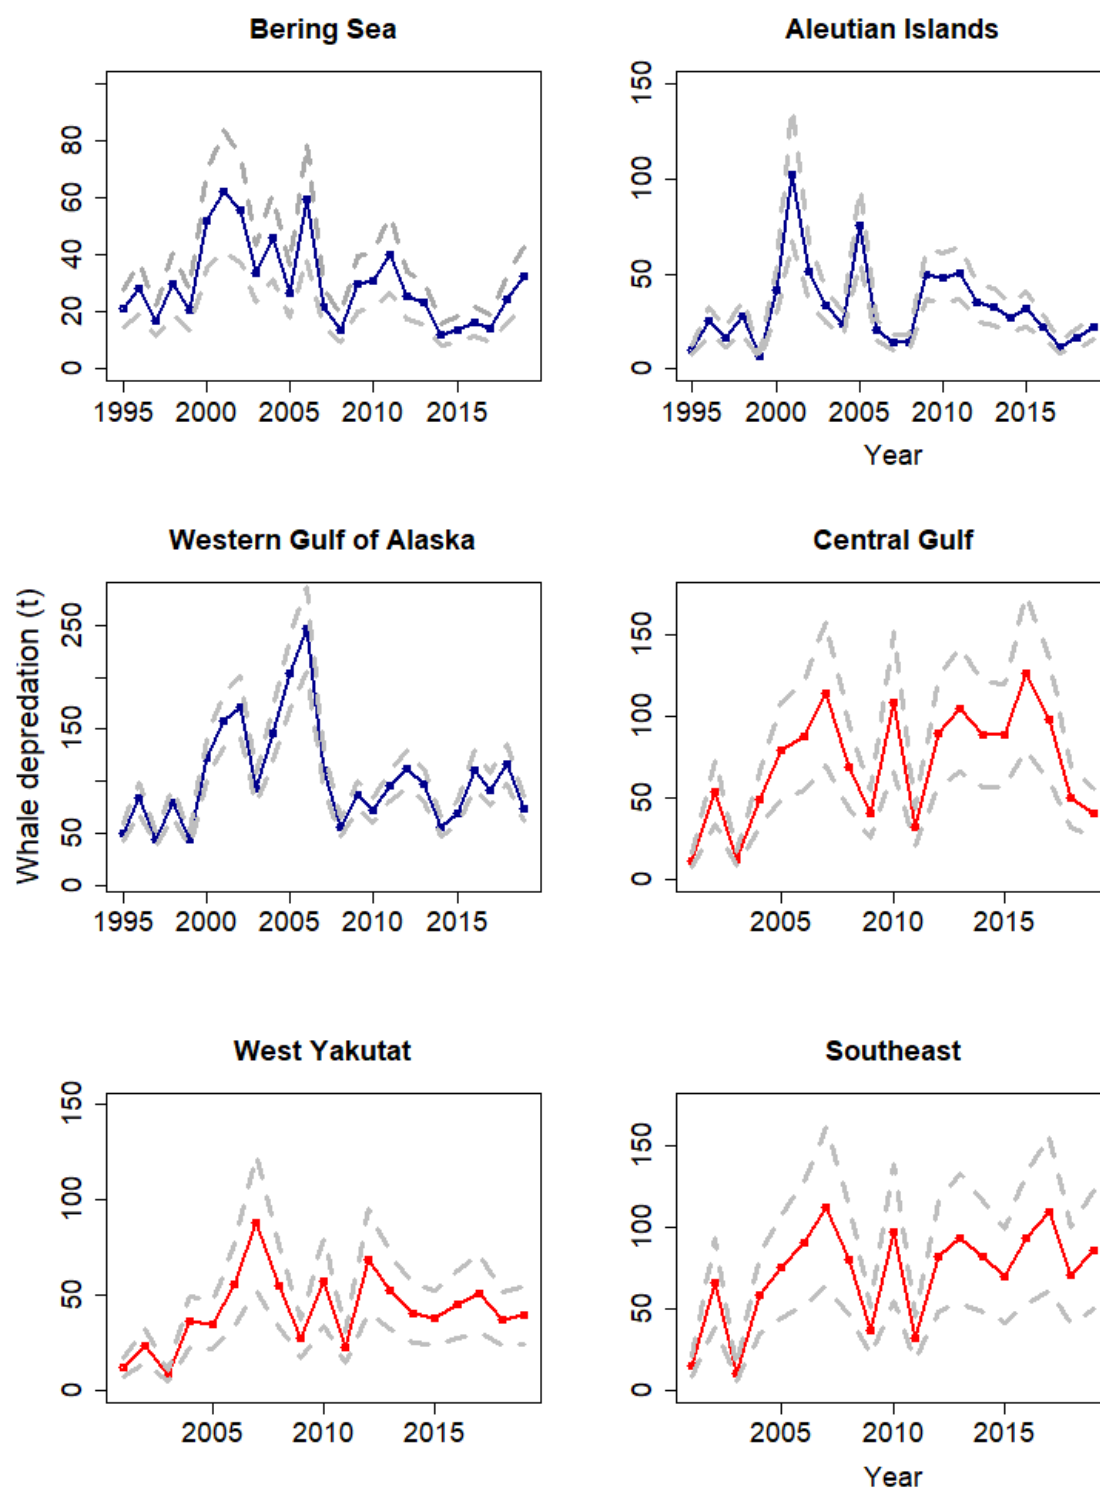 Bering Sea
0 20 40 60 80
1995 2000 2005 2010 2015
Aleutian Islands
0 50 100 150
1995 2000 2005 2010 2015
Year
Whale depredation (t)
Western Gulf of Alaska
0 50 150 250
1995 2000 2005 2010 2015
Central Gulf
0 50 100 150
2005 2010 2015
West Yakutat
0 50 100 150
2005 2010 2015
Southeast
0 50 100 150
2005 2010 2015
Year